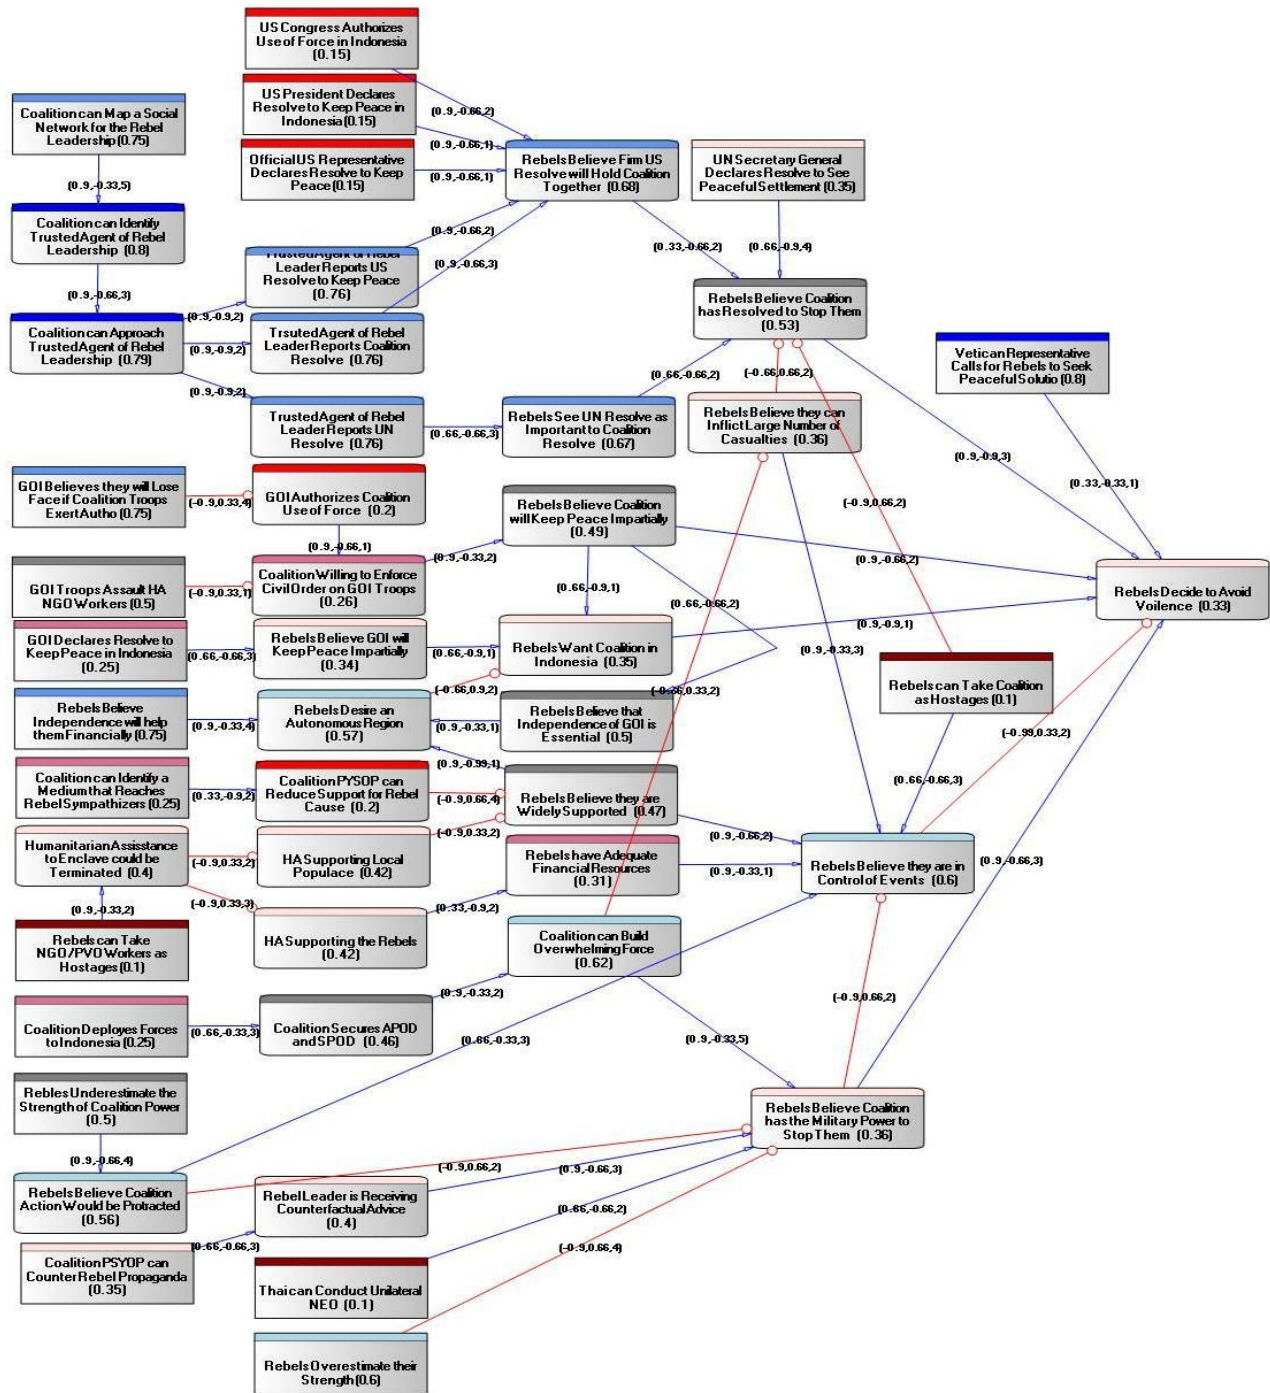 US Congress Authorizes
Use of Force in Indonesia
(0.15)
US President Declares
Resolve to Keep Peace in
Indonesia (0.15)
Official US Representative
Declares Resolve to Keep
Peace (0.15)
Coalition can Map a Social
Network for the Rebel
Leadership (0.75)
(0.9,-0.33,5)
Coalition can Identify
Trusted Agent of Rebel
Leadership (0.8)
(0.9,-0.66,3)
Coalition can Approach
Trusted Agent of Rebel
Leadership (0.79)
(0.9,-0.66,2)
(0.9,-0.66,1)
(0.9,-0.66,1)
Rebels Believe Firm US
Resolve will Hold Coalition
Together (0.68)
UN Secretary General
Declares Resolve to See
Peaceful Settlement (0.35)
(0.9,-0.66,2)
(0.9,-0.66,3)
(0.33,-0.66,2)
(0.66,-0.9,4)
Trusted Agent of Rebel
Leader Reports US
Resolve to Keep Peace
(0.76)
(0.9,-0.9,2)
(0.9,-0.9,2)
(0.9,-0.9,2)
TrsutedAgent of Rebel
Leader Reports Coalition
Resolve (0.76)
Trusted Agent of Rebel
Leader Reports UN
Resolve (0.76)
(0.66,-0.66,3)
Rebels See UN Resolve as
Important to Coalition
Resolve (0.67)
(0.66,-0.66,2)
Rebels Believe Coalition
has Resolved to Stop Them
(0.53)
(-0.66,0.66,2)
Rebels Believe they can
Inflict Large Number of
Casualties (0.36)
Vetican Representative
Calls for Rebels to Seek
Peaceful Solutio (0.8)
(0.9,-0.9,3)
(0.33,-0.33,1)
(-0.9,0.66,2)
GOI Believes they will Lose
Face if Coalition Troops
Exert Autho (0.75)
(-0.9,0.33,4)
GOI Authorizes Coalition
Use of Force (0.2)
(0.9,-0.66,1)
GOI Troops Assault HA
NGO Workers (0.5)
(-0.9,0.33,1)
Coalition Willing to Enforce
Civil Order on GOI Troops
(0.26)
(0.9,-0.33,2)
Rebels Believe Coalition
will Keep Peace Impartially
(0.49)
(0.9,-0.66,2)
(0.66,-0.9,1)
(0.66,-0.66,2)
Rebels Decide to Avoid
Voilence (0.33)
GOI Declares Resolve to
Keep Peace in Indonesia
(0.25)
(0.66,-0.66,3)
Rebels Believe GOI will
Keep Peace Impartially
(0.34)
(0.66,-0.9,1)
Rebels Want Coalition in
Indonesia (0.35)
(0.9,-0.9,1)
(0.9,-0.33,3)
(-0.66,0.9,2)
Rebels can Take Coalition
as Hostages (0.1)
(-0.99,0.33,2)
(0.66,-0.66,3)
Rebels Believe
Independence will help
them Financially (0.75)
(0.9,-0.33,4)
Rebels Desire an
Autonomous Region
(0.57)
(0.9,-0.33,1)
Rebels Believe that
Independence of GOI is
Essential (0.5)
(0.9,-0.99,1)
Coalition can Identify a
Medium that Reaches
Rebel Sympathizers (0.25)
(0.33,-0.9,2)
Coalition PYSOP can
Reduce Support for Rebel
Cause (0.2)
(-0.9,0.66,4)
Rebels Believe they are
Widely Supported (0.47)
(-0.9,0.33,2)
(0.9,-0.66,2)
Humanitarian Assisstance
to Enclave could be
Terminated (0.4)
(-0.9,0.33,2)
(-0.9,0.33,3)
HA Supporting Local
Populace (0.42)
Rebels have Adequate
Financial Resources
(0.31)
(0.9,-0.33,1)
Rebels Believe they are in
Control of Events (0.6)
(0.9,-0.66,3)
(0.9,-0.33,2)
Rebels can Take
NGO/PVO Workers as
Hostages (0.1)
HA Supporting the Rebels
(0.42)
(0.33,-0.9,2)
Coalition can Build
Overwhelming Force
(0.62)
(-0.9,0.66,2)
Coalition Deployes Forces
to Indonesia (0.25)
(0.66,-0.33,3)
Coalition Secures APOD
and SPOD (0.46)
(0.9,-0.33,2)
(0.66,-0.33,3)
(0.9,-0.33,5)
Rebles Underestimate the
Strength of Coalition Power
(0.5)
(0.9,-0.66,4)
Rebels Believe Coalition
has the Military Power to
Stop Them (0.36)
Rebels Believe Coalition
Action Would be Protracted
(0.56)
(-0.9,0.66,2)
(0.9,-0.66,3)
Rebel Leader is Receiving
Counterfactual Advice
(0.4)
(0.66,-0.66,2)
(0.66,-0.66,3)
(-0.9,0.66,4)
Coalition PSYOP can
Counter Rebel Propaganda
(0.35)
Thai can Conduct Unilateral
NEO (0.1)
Rebels Overestimate their
Strength (0.6)